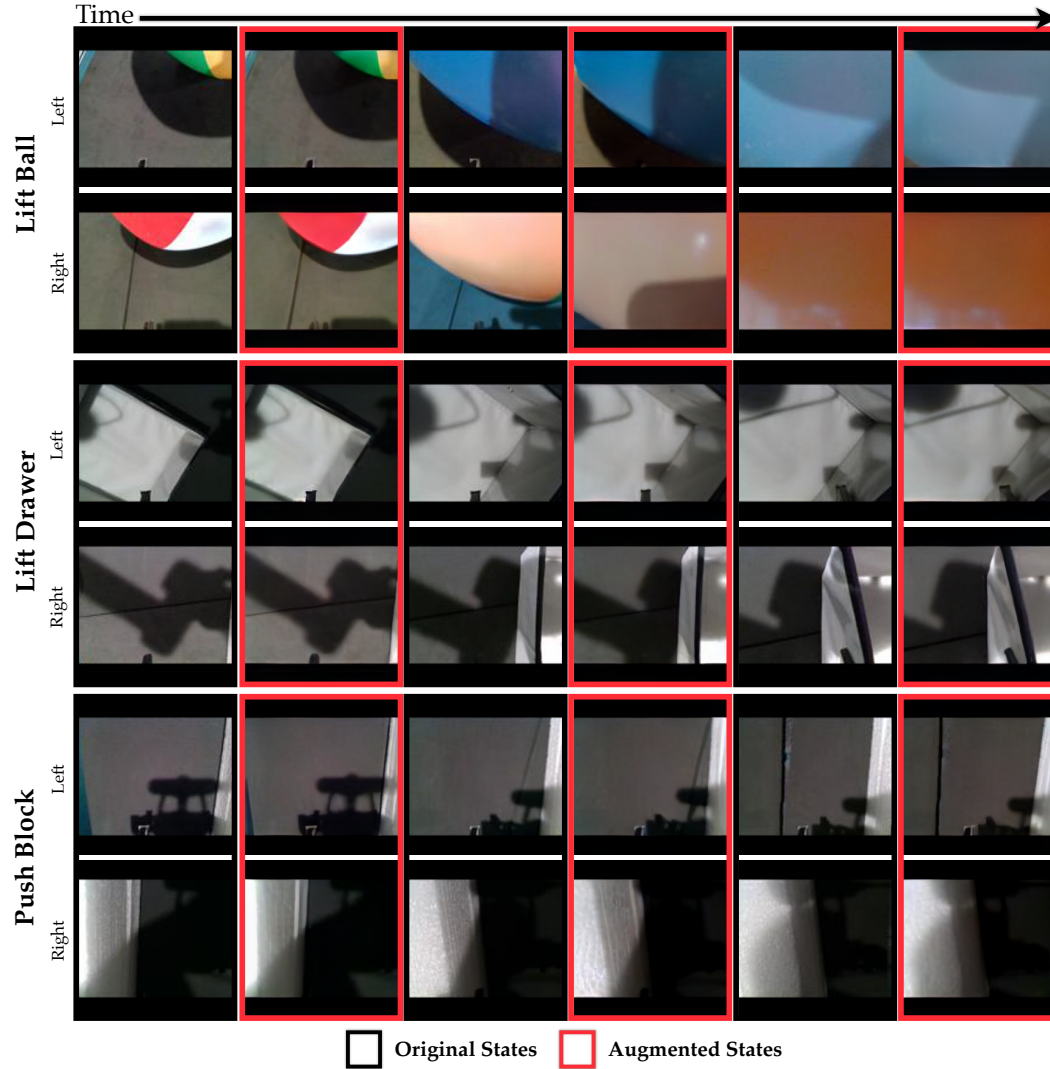 Time
Lift Ball
Left
Right
Lift Drawer
Left
Right
Push Block
Left
Right
Original States
Augmented States